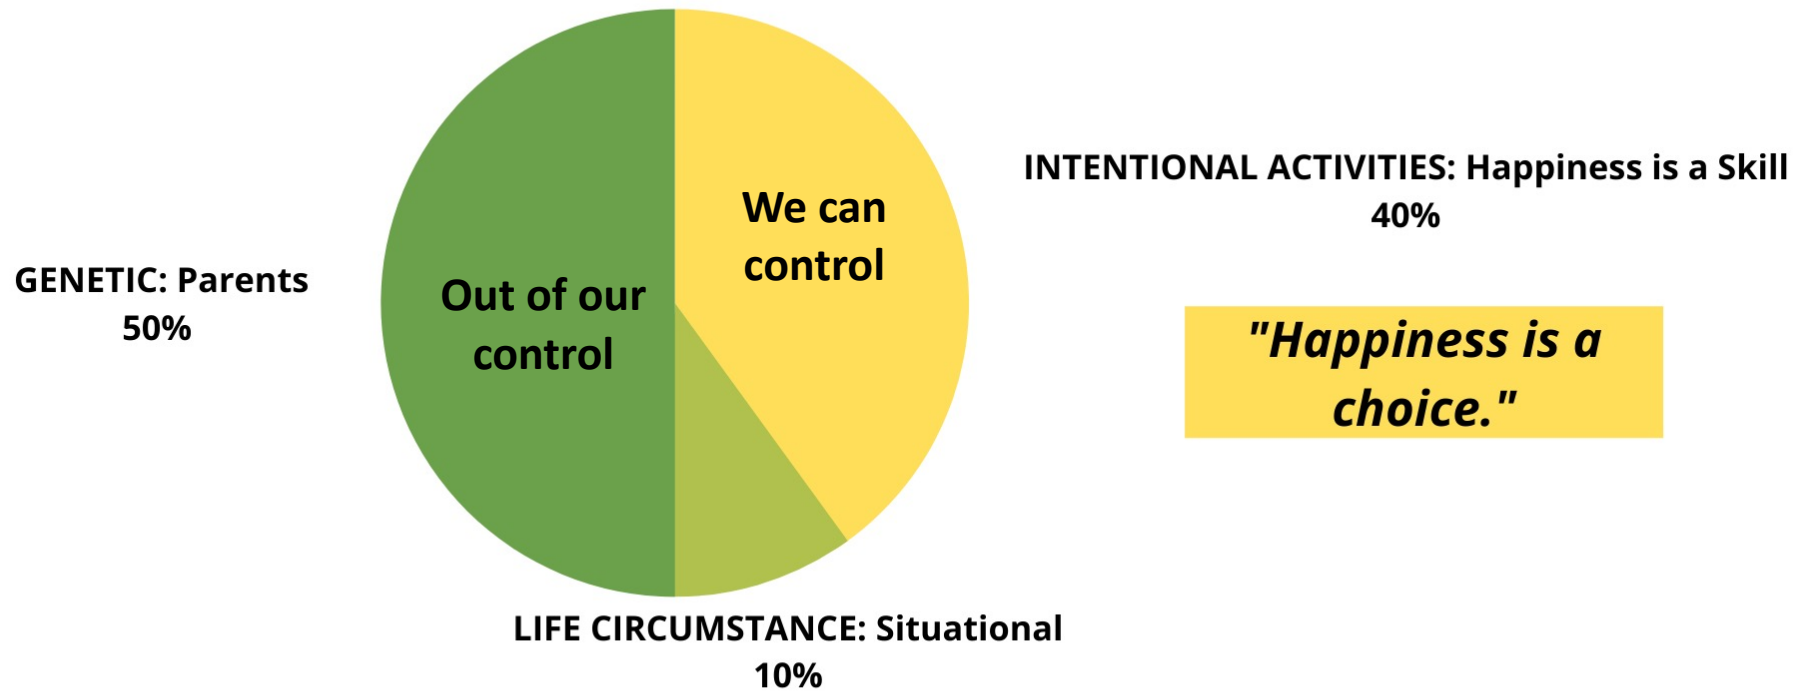 GENETIC: Parents
50%
Out of our
control
We can
control
INTENTIONAL ACTIVITIES: Happiness is a Skill
40%
"Happiness is a
choice."
LIFE CIRCUMSTANCE: Situational
10%